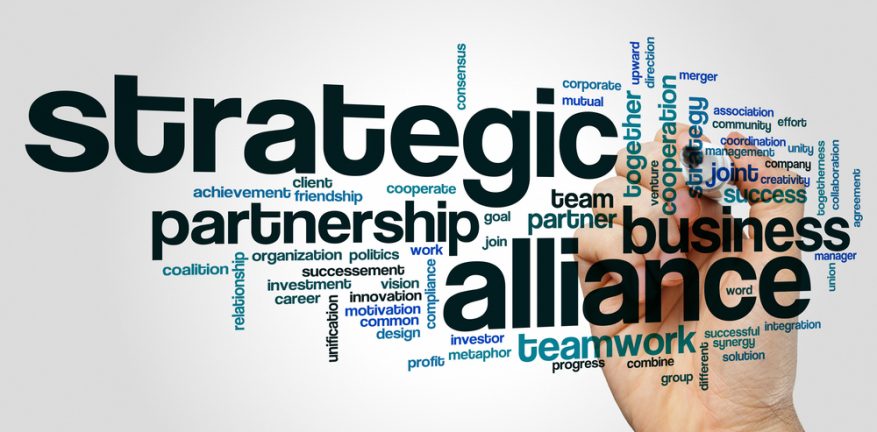 consensus
upward
direction
merger
strategic
corporate
mutual
together
cooperation
strategy
association
community
effort
coordination
unity
management
company
joint
creativity
success
togetherness
collaboration
agreement
venture
client
achievement
friendship
cooperate
team
partnership
goal
partner
business
join
work
organization
politics
coalition
relationship
successement
investment
vision
career
innovation
compliance
alliance
manager
union
word
unification
motivation
common
design
investor
teamwork
successful
integration
synergy
profit
metaphor
progress
combine
solution
group
different